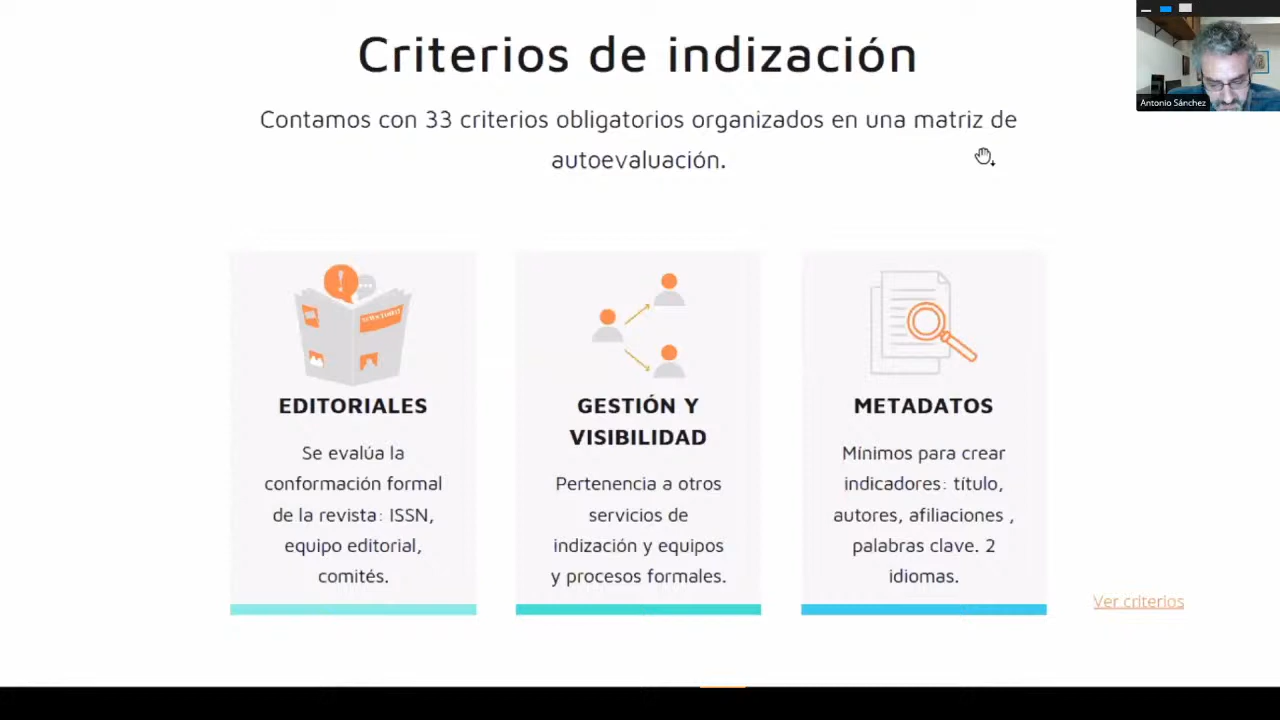 Criterios de indización
Antonio Sánchez
Contamos con 33 criterios obligatorios organizados en una matriz de
autoevaluación.
EDITORIALES
Se evalúa la
conformación formal
de la revista: ISSN,
equipo editorial,
comités.
GESTIÓN Y
VISIBILIDAD
Pertenencia a otros
servicios de
indización y equipos
y procesos formales.
METADATOS
Mínimos para crear
indicadores: título,
autores, afiliaciones ,
palabras clave. 2
idiomas.
Ver criterios